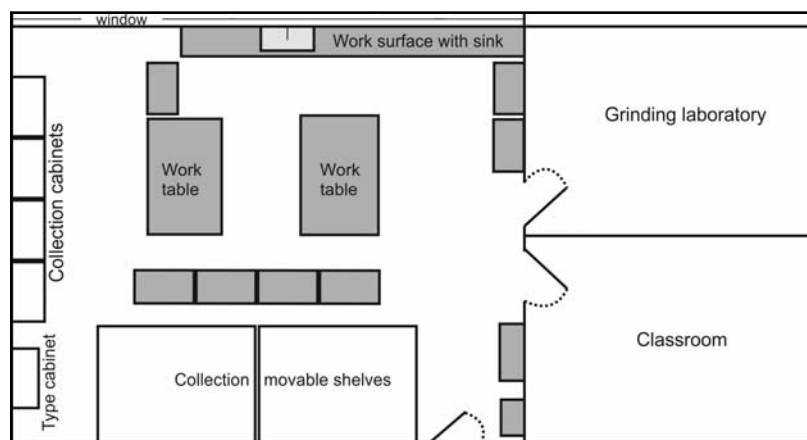 window
Work surface with sink
Grinding laboratory
Work
table
Work
table
Collection cabinets
Classroom
Type cabinet
Collection movable shelves